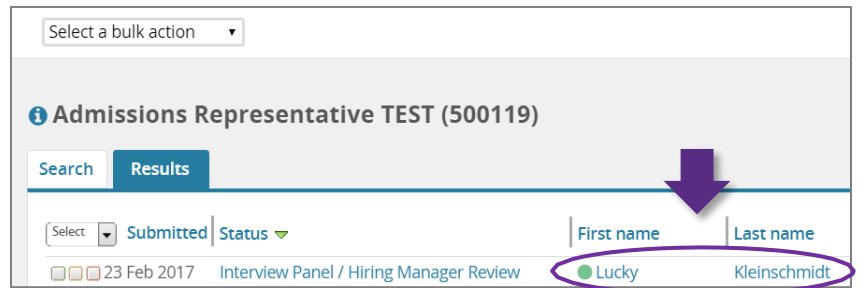 Select a bulk action
Admissions Representative TEST (500119)
Search Results
Select Submitted Status First name Last name
23 Feb 2017 Interview Panel / Hiring Manager Review Lucky Kleinschmidt